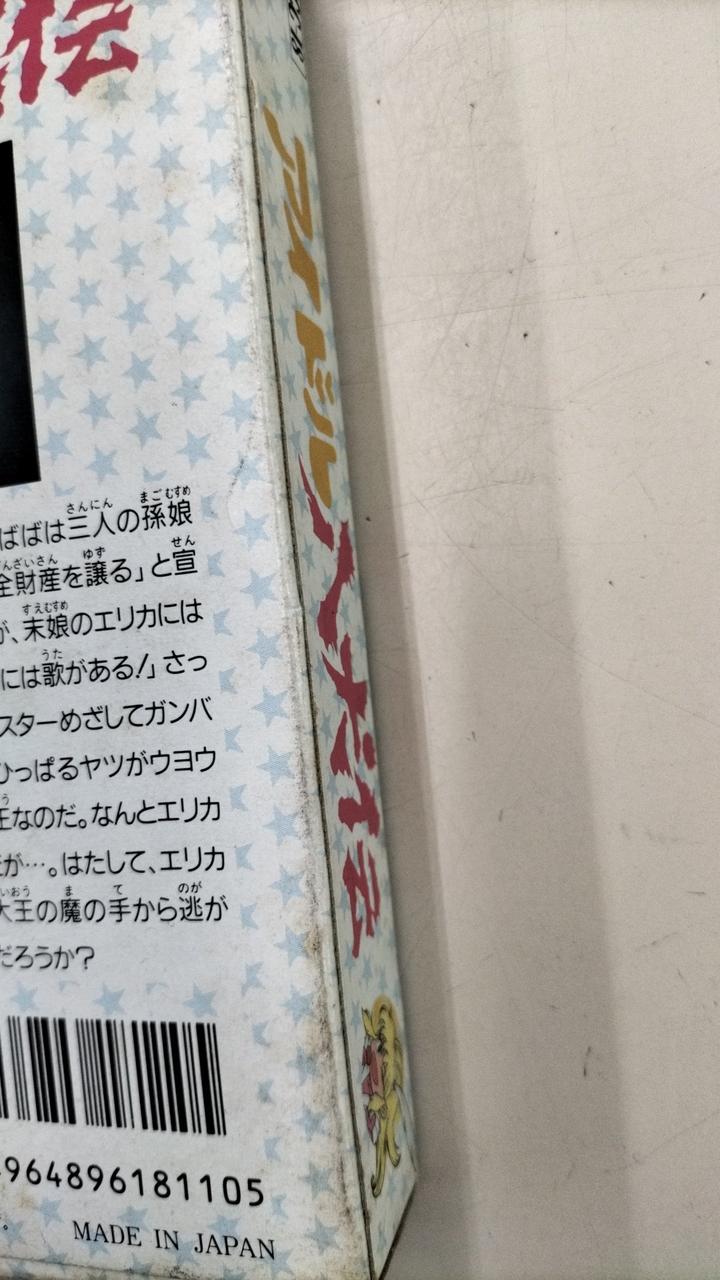 伝
ばばは三人の孫娘
全財産を譲る」と宣
が、末娘のエリカには
には歌がある!」さっ
スターめざしてガンバ
ひっぱるヤツがウヨウ
王なのだ。なんとエリカ
が…。はたして、エリカ
大王の魔の手から逃が
だろうか?
964896181105
MADE IN JAPAN
アイドル八犬伝